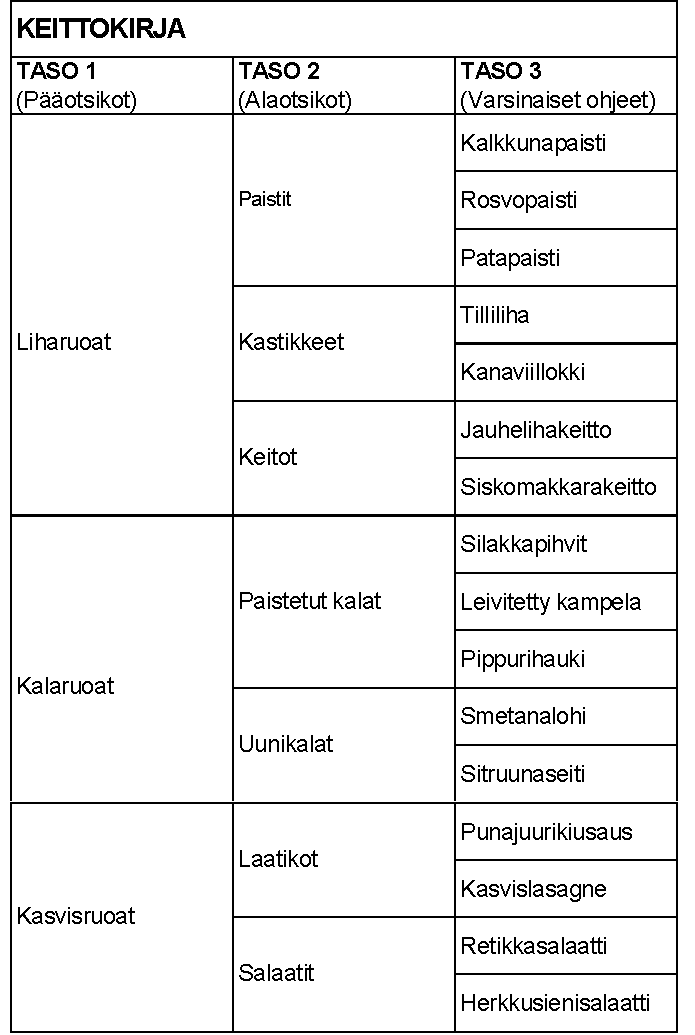 KEITTOKIRJA
TASO 1
(Pääotsikot)
TASO 2
(Alaotsikot)
TASO 3
(Varsinaiset ohjeet)
Liharuoat
Paistit
Kalkkunapaisti
Rosvopaisti
Patapaisti
Kastikkeet
Tilliliha
Kanaviillokki
Keitot
Jauhelihakeitto
Siskomakkarakeitto
Kalaruoat
Paistetut kalat
Silakkapihvit
Leivitetty kampela
Pippurihauki
Uunikalat
Smetanalohi
Sitruunaseiti
Kasvisruoat
Laatikot
Punajuurikiusaus
Kasvislasagne
Salaatit
Retikkasalaatti
Herkkusienisalaatti